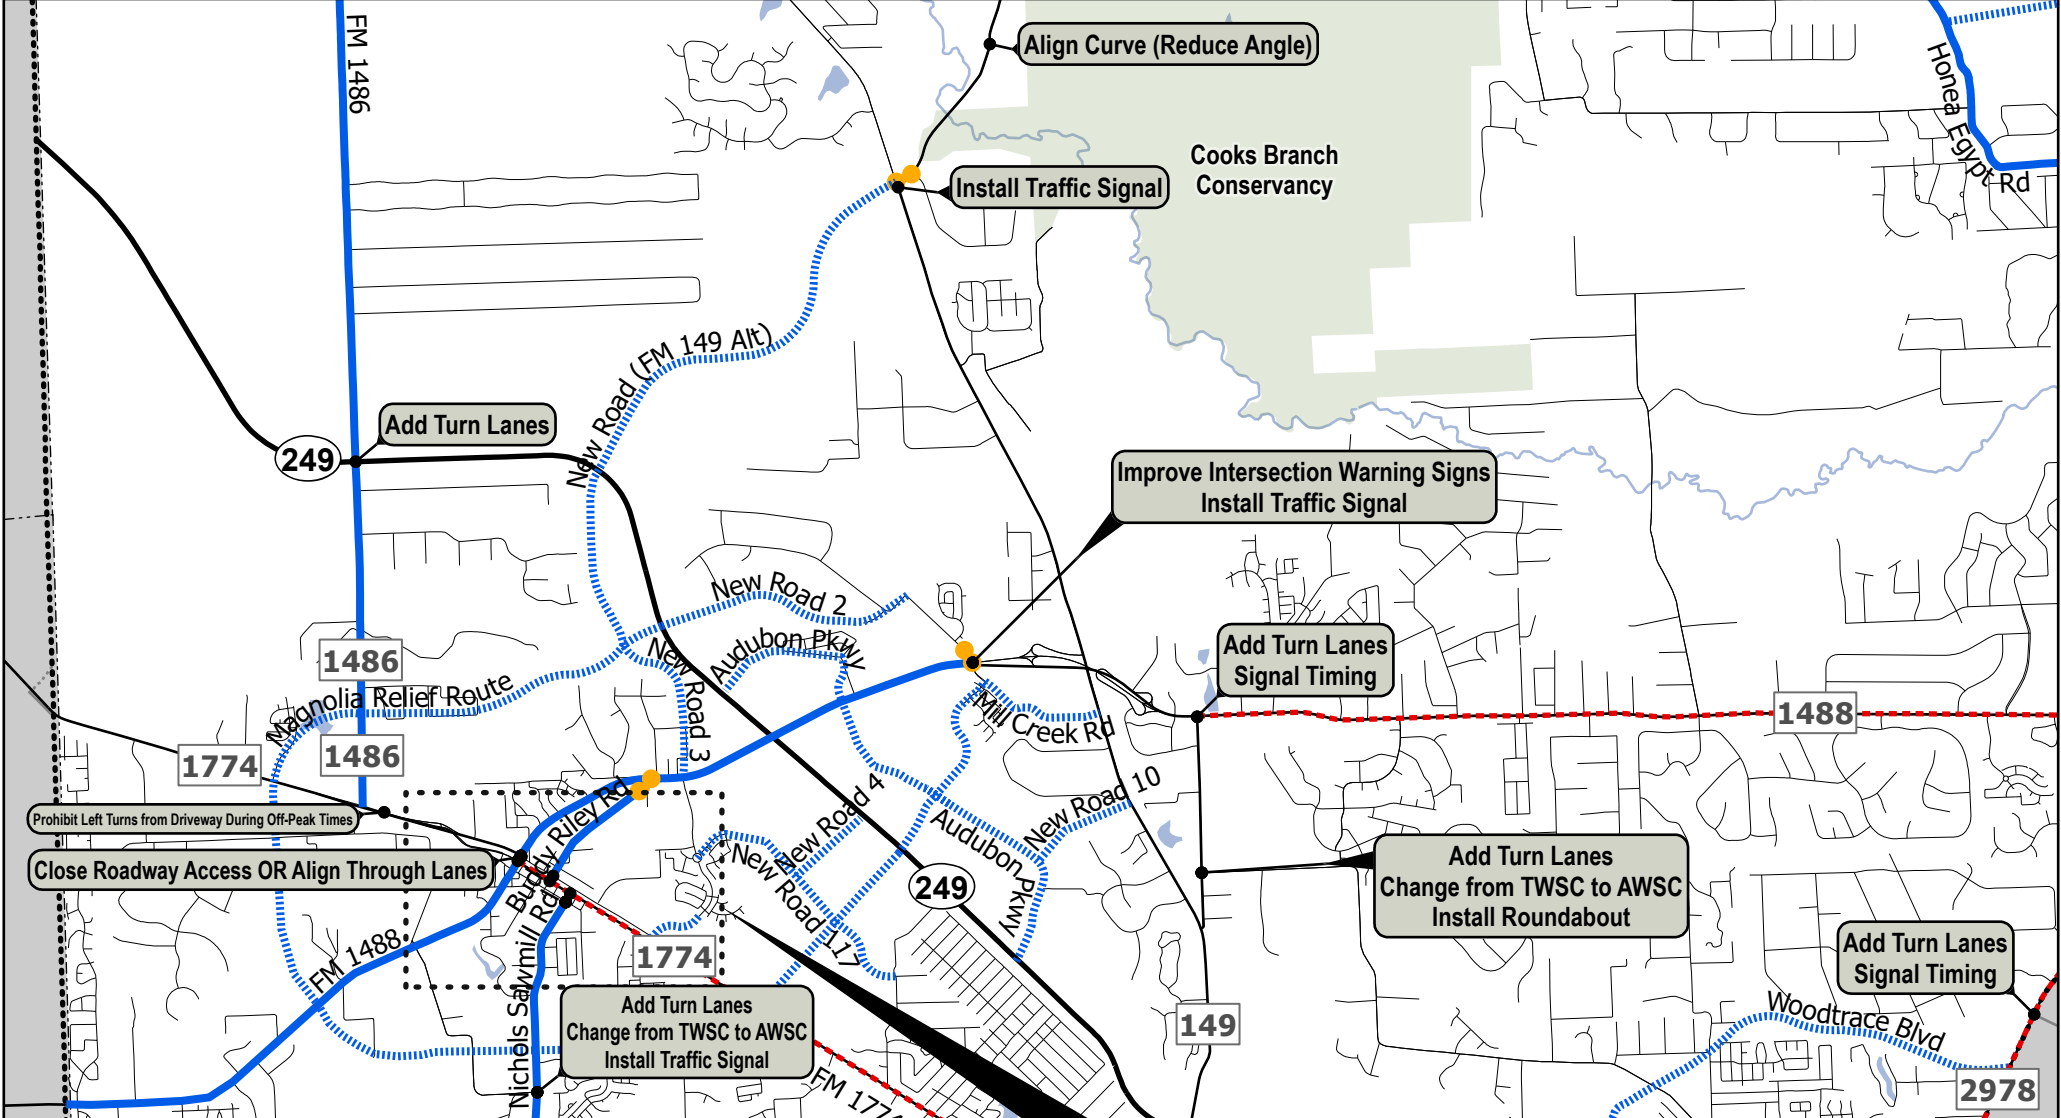 FM 1486
Align Curve (Reduce Angle)
Honea Egypt Rd
Cooks Branch
Conservancy
Install Traffic Signal
New Road (FM 149 Alt)
Add Turn Lanes
249
Improve Intersection Warning Signs
Install Traffic Signal
New Road 2
Audubon Pkwy
New Road 3
1486
Add Turn Lanes
Signal Timing
Magnolia Relief Route
Mill Creek Rd
1488
1486
1774
New Road 10
New Road 4
Buddy Riley Rd
Prohibit Left Turns from Driveway During Off-Peak Times
Close Roadway Access OR Align Through Lanes
Audubon Pkwy
New Road 117
249
Add Turn Lanes
Change from TWSC to AWSC
Install Roundabout
FM 1488
1774
Nichols Sawmill Rd
Add Turn Lanes
Signal Timing
Add Turn Lanes
Change from TWSC to AWSC
Install Traffic Signal
149
Woodtrace Blvd
FM 1774
2978